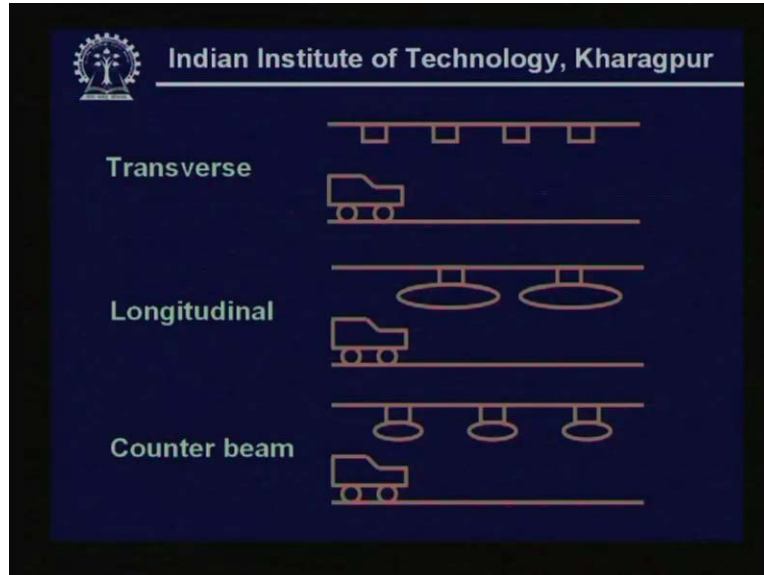 Indian Institute of Technology, Kharagpur
Transverse
Longitudinal
Counter beam